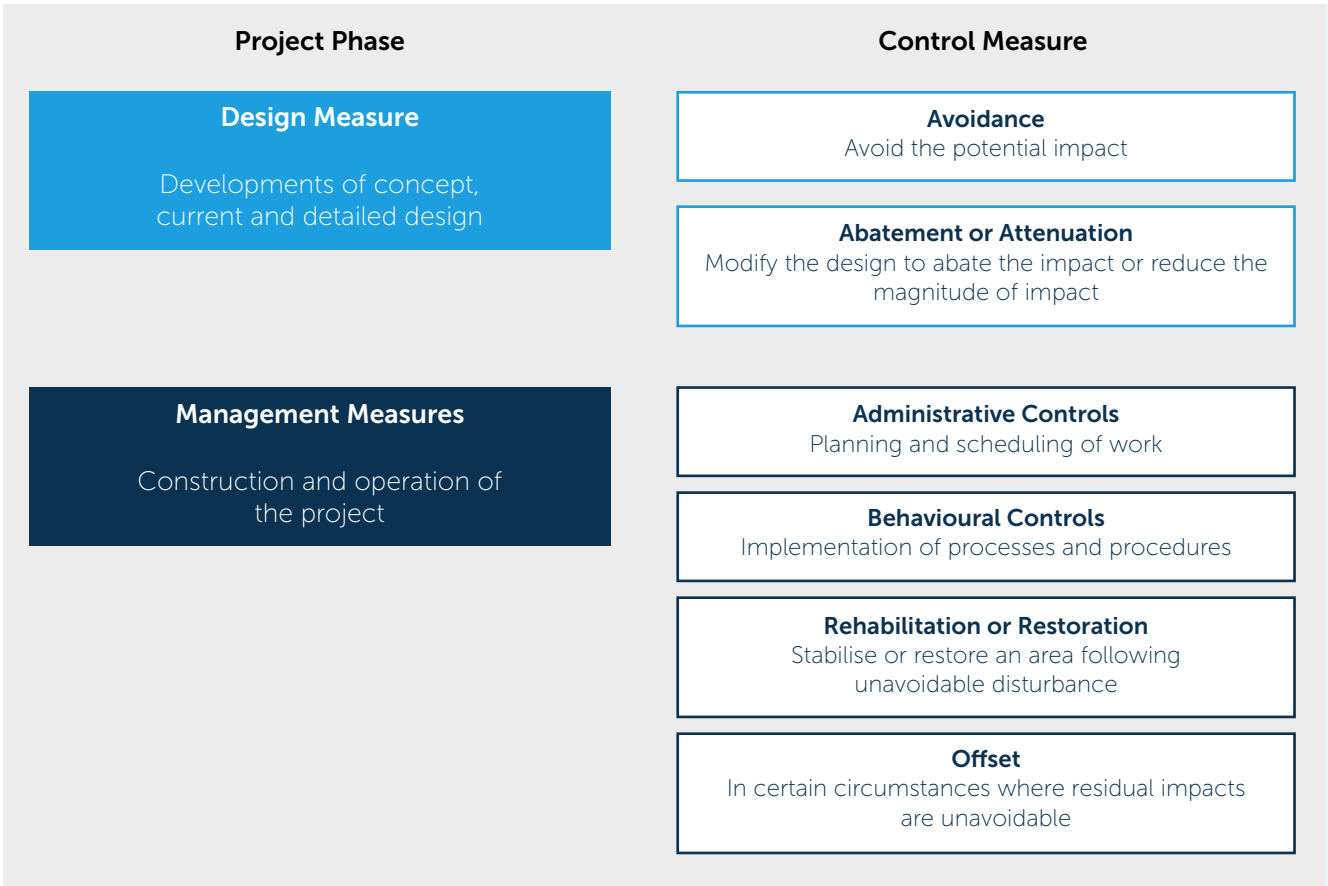 Project Phase
Control Measure
Design Measure
Developments of concept,
current and detailed design
Avoidance
Avoid the potential impact
Abatement or Attenuation
Modify the design to abate the impact or reduce the
magnitude of impact
Management Measures
Construction and operation of
the project
Administrative Controls
Planning and scheduling of work
Behavioural Controls
Implementation of processes and procedures
Rehabilitation or Restoration
Stabilise or restore an area following
unavoidable disturbance
Offset
In certain circumstances where residual impacts
are unavoidable